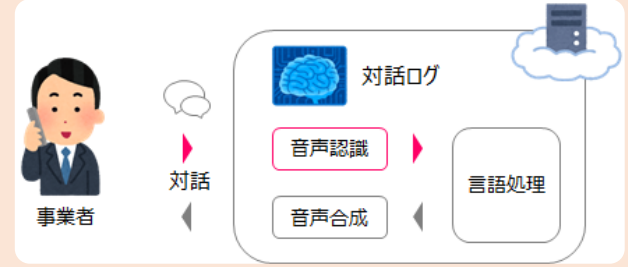 対話ログ
音声認識
対話
言語処理
音声合成
事業者